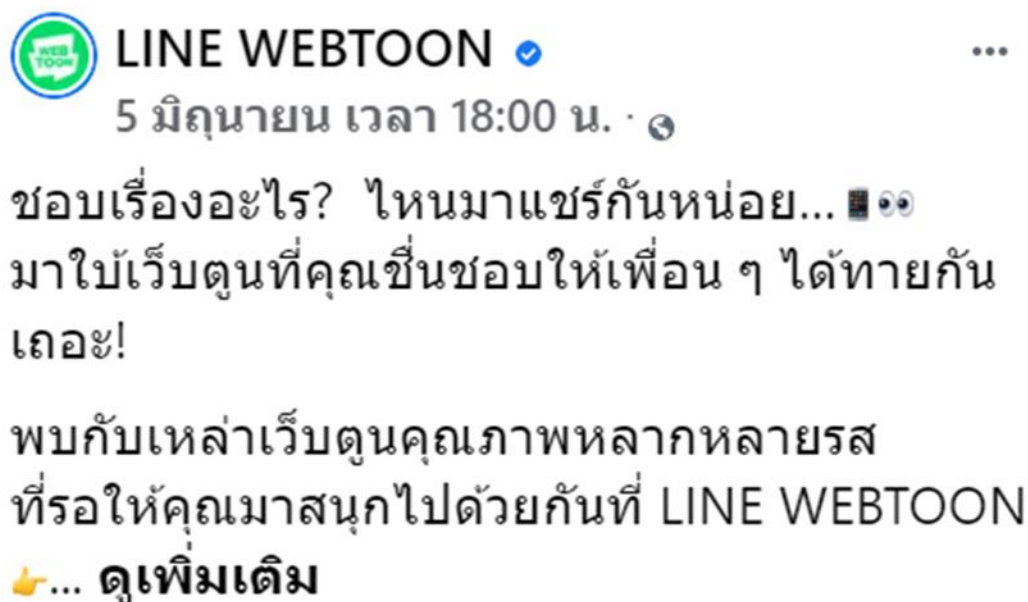 WEB
TOON
LINE WEBTOON
5 มิถุนายน เวลา 18:00 น. ·
ชอบเรื่องอะไร? ไหนมาแชร์กันหน่อย...📱👀
มาใบ้เว็บตูนที่คุณชื่นชอบให้เพื่อน ๆ ได้ทายกัน
เถอะ!
พบกับเหล่าเว็บตูนคุณภาพหลากหลายรส
ที่รอให้คุณมาสนุกไปด้วยกันที่ LINE WEBTOON
👉... ดูเพิ่มเติม